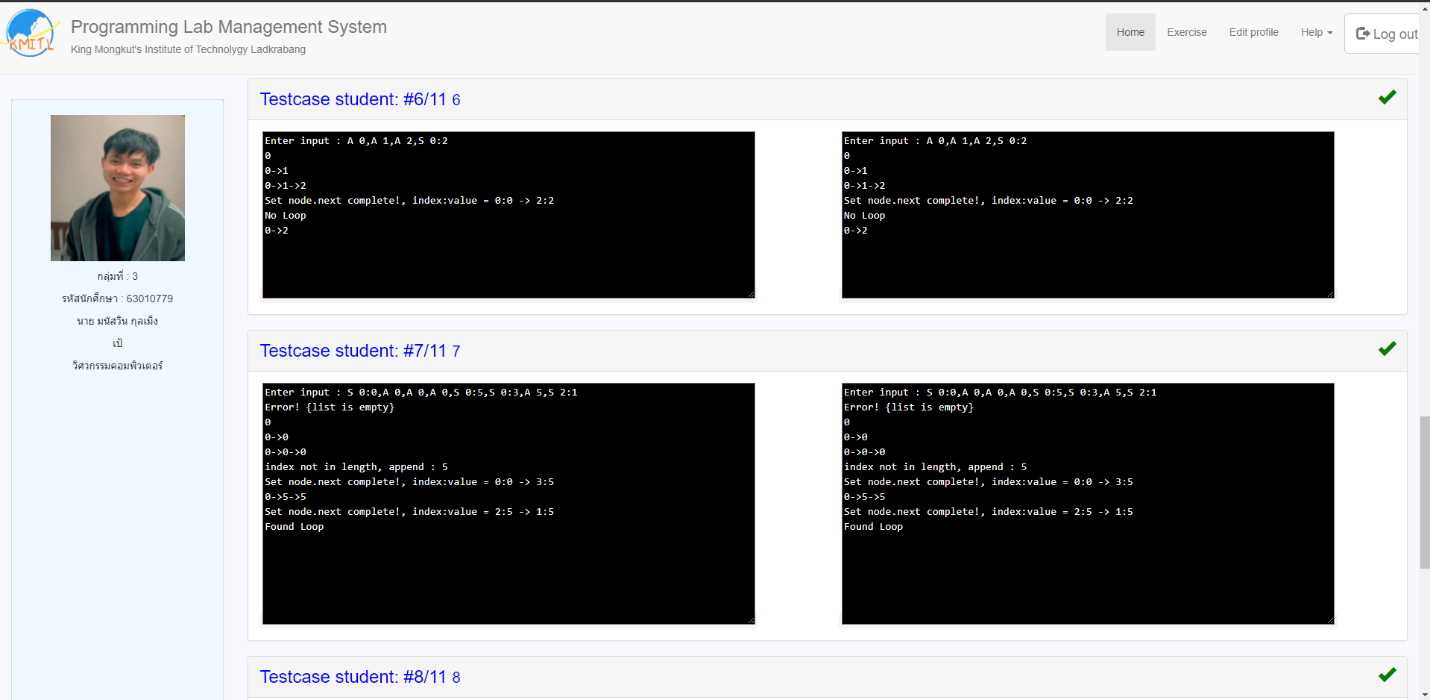 KMITL
Programming Lab Management System
King Mongkut's Institute of Technolygy Ladkrabang
Home
Exercise
Edit profile
Help
Log out
กลุ่มที่ : 3
รหัสนักศึกษา : 63010779
นาย มนัสวิน กุลเม็ง
เป้
วิศวกรรมคอมพิวเตอร์
Testcase student: #6/11 6
Enter input : A 0,A 1,A 2,S 0:2
0
0->1
0->1->2
Set node.next complete!, index:value = 0:0 -> 2:2
No Loop
0->2
Enter input : A 0,A 1,A 2,S 0:2
0
0->1
0->1->2
Set node.next complete!, index:value = 0:0 -> 2:2
No Loop
0->2
Testcase student: #7/11 7
Enter input : S 0:0,A 0,A 0,A 0,S 0:5,S 0:3,A 5,S 2:1
Error! {list is empty}
0
0->0
0->0->0
index not in length, append : 5
Set node.next complete!, index:value = 0:0 -> 3:5
0->5->5
Set node.next complete!, index:value = 2:5 -> 1:5
Found Loop
Enter input : S 0:0,A 0,A 0,A 0,S 0:5,S 0:3,A 5,S 2:1
Error! {list is empty}
0
0->0
0->0->0
index not in length, append : 5
Set node.next complete!, index:value = 0:0 -> 3:5
0->5->5
Set node.next complete!, index:value = 2:5 -> 1:5
Found Loop
Testcase student: #8/11 8